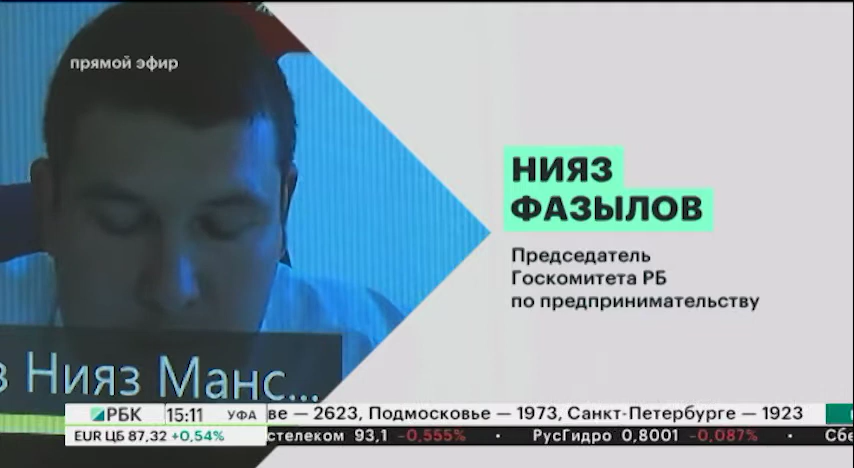 прямой эфир
НИЯЗ
ФАЗЫЛОВ
Председатель
Госкомитета РБ
по предпринимательству
в Нияз Манс...
РБК 15:11 УФА ве — 2623, Подмосковье — 1973, Санкт-Петербурге — 1923
EUR ЦБ 87,32 +0,54% стелеком 93,1 -0,555% • РусГидро 0,8001 -0,087% • Сбе